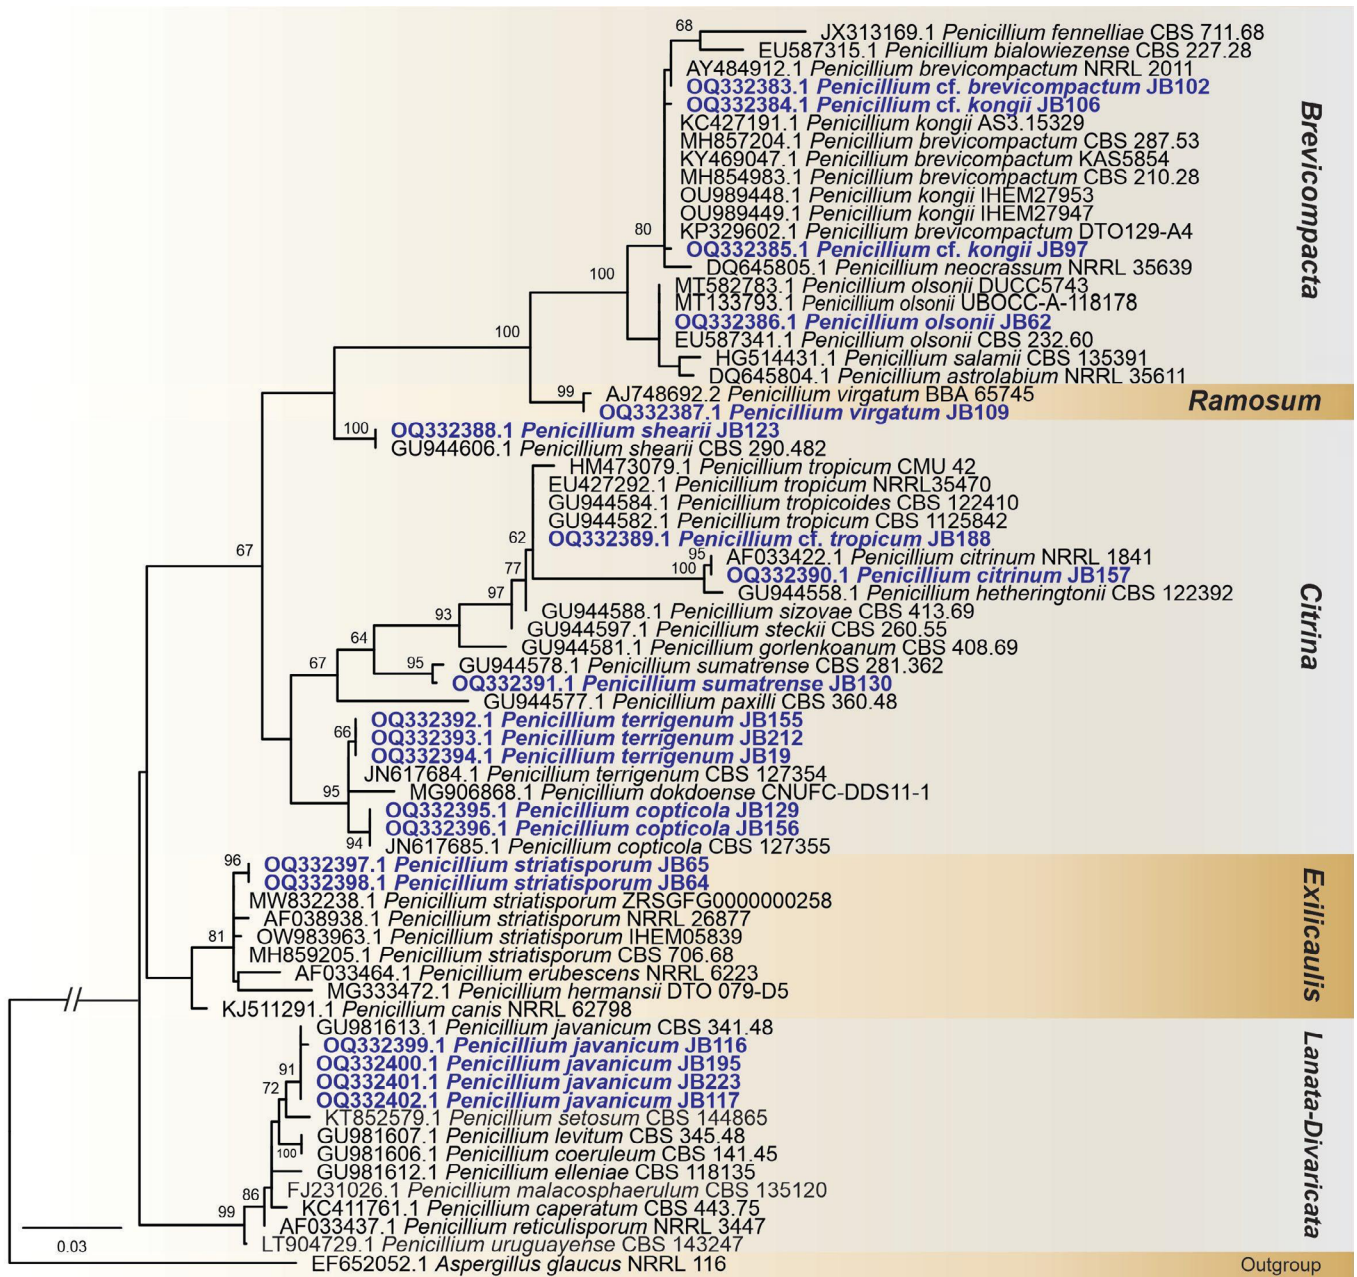 68
JX313169.1 Penicillium fennelliae CBS 711.68
EU587315.1 Penicillium bialowiezense CBS 227.28
AY484912.1 Penicillium brevicompactum NRRL 2011
OQ332383.1 Penicillium cf. brevicompactum JB102
OQ332384.1 Penicillium cf. kongii JB106
KC427191.1 Penicillium kongii AS3.15329
MH857204.1 Penicillium brevicompactum CBS 287.53
KY469047.1 Penicillium brevicompactum KAS5854
MH854983.1 Penicillium brevicompactum CBS 210.28
OU989448.1 Penicillium kongii IHEM27953
OU989449.1 Penicillium kongii IHEM27947
KP329602.1 Penicillium brevicompactum DTO129-A4
80
OQ332385.1 Penicillium cf. kongii JB97
DQ645805.1 Penicillium neocrassum NRRL 35639
100
MT582783.1 Penicillium olsonii DUCC5743
MT133793.1 Penicillium olsonii UBOCC-A-118178
OQ332386.1 Penicillium olsonii JB62
100
EU587341.1 Penicillium olsonii CBS 232.60
HG514431.1 Penicillium salamii CBS 135391
DQ645804.1 Penicillium astrolabium NRRL 35611
Brevicompacta
99
AJ748692.2 Penicillium virgatum BBA 65745
OQ332387.1 Penicillium virgatum JB109
Ramosum
100
OQ332388.1 Penicillium shearii JB123
GU944606.1 Penicillium shearii CBS 290.482
HM473079.1 Penicillium tropicum CMU 42
EU427292.1 Penicillium tropicum NRRL35470
GU944584.1 Penicillium tropicoides CBS 122410
GU944582.1 Penicillium tropicum CBS 1125842
62
OQ332389.1 Penicillium cf. tropicum JB188
67
95
AF033422.1 Penicillium citrinum NRRL 1841
77
100
OQ332390.1 Penicillium citrinum JB157
97
GU944558.1 Penicillium hetheringtonii CBS 122392
93
GU944588.1 Penicillium sizovae CBS 413.69
GU944597.1 Penicillium steckii CBS 260.55
64
GU944581.1 Penicillium gorlenkoanum CBS 408.69
67
95
GU944578.1 Penicillium sumatrense CBS 281.362
OQ332391.1 Penicillium sumatrense JB130
GU944577.1 Penicillium paxilli CBS 360.48
66
OQ332392.1 Penicillium terrigenum JB155
OQ332393.1 Penicillium terrigenum JB212
OQ332394.1 Penicillium terrigenum JB19
JN617684.1 Penicillium terrigenum CBS 127354
95
MG906868.1 Penicillium dokdoense CNUFC-DDS11-1
OQ332395.1 Penicillium copticola JB129
OQ332396.1 Penicillium copticola JB156
94
JN617685.1 Penicillium copticola CBS 127355
Citrina
96
OQ332397.1 Penicillium striatisporum JB65
OQ332398.1 Penicillium striatisporum JB64
MW832238.1 Penicillium striatisporum ZRSGFG0000000258
AF038938.1 Penicillium striatisporum NRRL 26877
81
OW983963.1 Penicillium striatisporum IHEM05839
MH859205.1 Penicillium striatisporum CBS 706.68
AF033464.1 Penicillium erubescens NRRL 6223
MG333472.1 Penicillium hermansii DTO 079-D5
KJ511291.1 Penicillium canis NRRL 62798
Exilicaulis
GU981613.1 Penicillium javanicum CBS 341.48
OQ332399.1 Penicillium javanicum JB116
91
OQ332400.1 Penicillium javanicum JB195
72
OQ332401.1 Penicillium javanicum JB223
OQ332402.1 Penicillium javanicum JB117
KT852579.1 Penicillium setosum CBS 144865
GU981607.1 Penicillium levitum CBS 345.48
100
GU981606.1 Penicillium coeruleum CBS 141.45
GU981612.1 Penicillium elleniae CBS 118135
86
FJ231026.1 Penicillium malacosphaerulum CBS 135120
99
KC411761.1 Penicillium caperatum CBS 443.75
AF033437.1 Penicillium reticulisporum NRRL 3447
LT904729.1 Penicillium uruguayense CBS 143247
Lanata-Divaricata
0.03
EF652052.1 Aspergillus glaucus NRRL 116
Outgroup